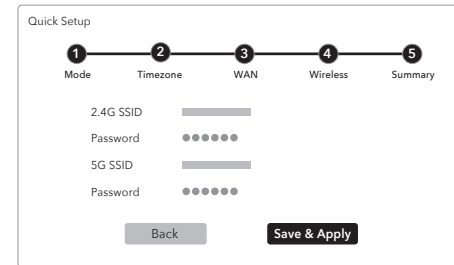 Quick Setup
1 2 3 4 5
Mode Timezone WAN Wireless Summary
2.4G SSID
Password
5G SSID
Password
Back Save & Apply